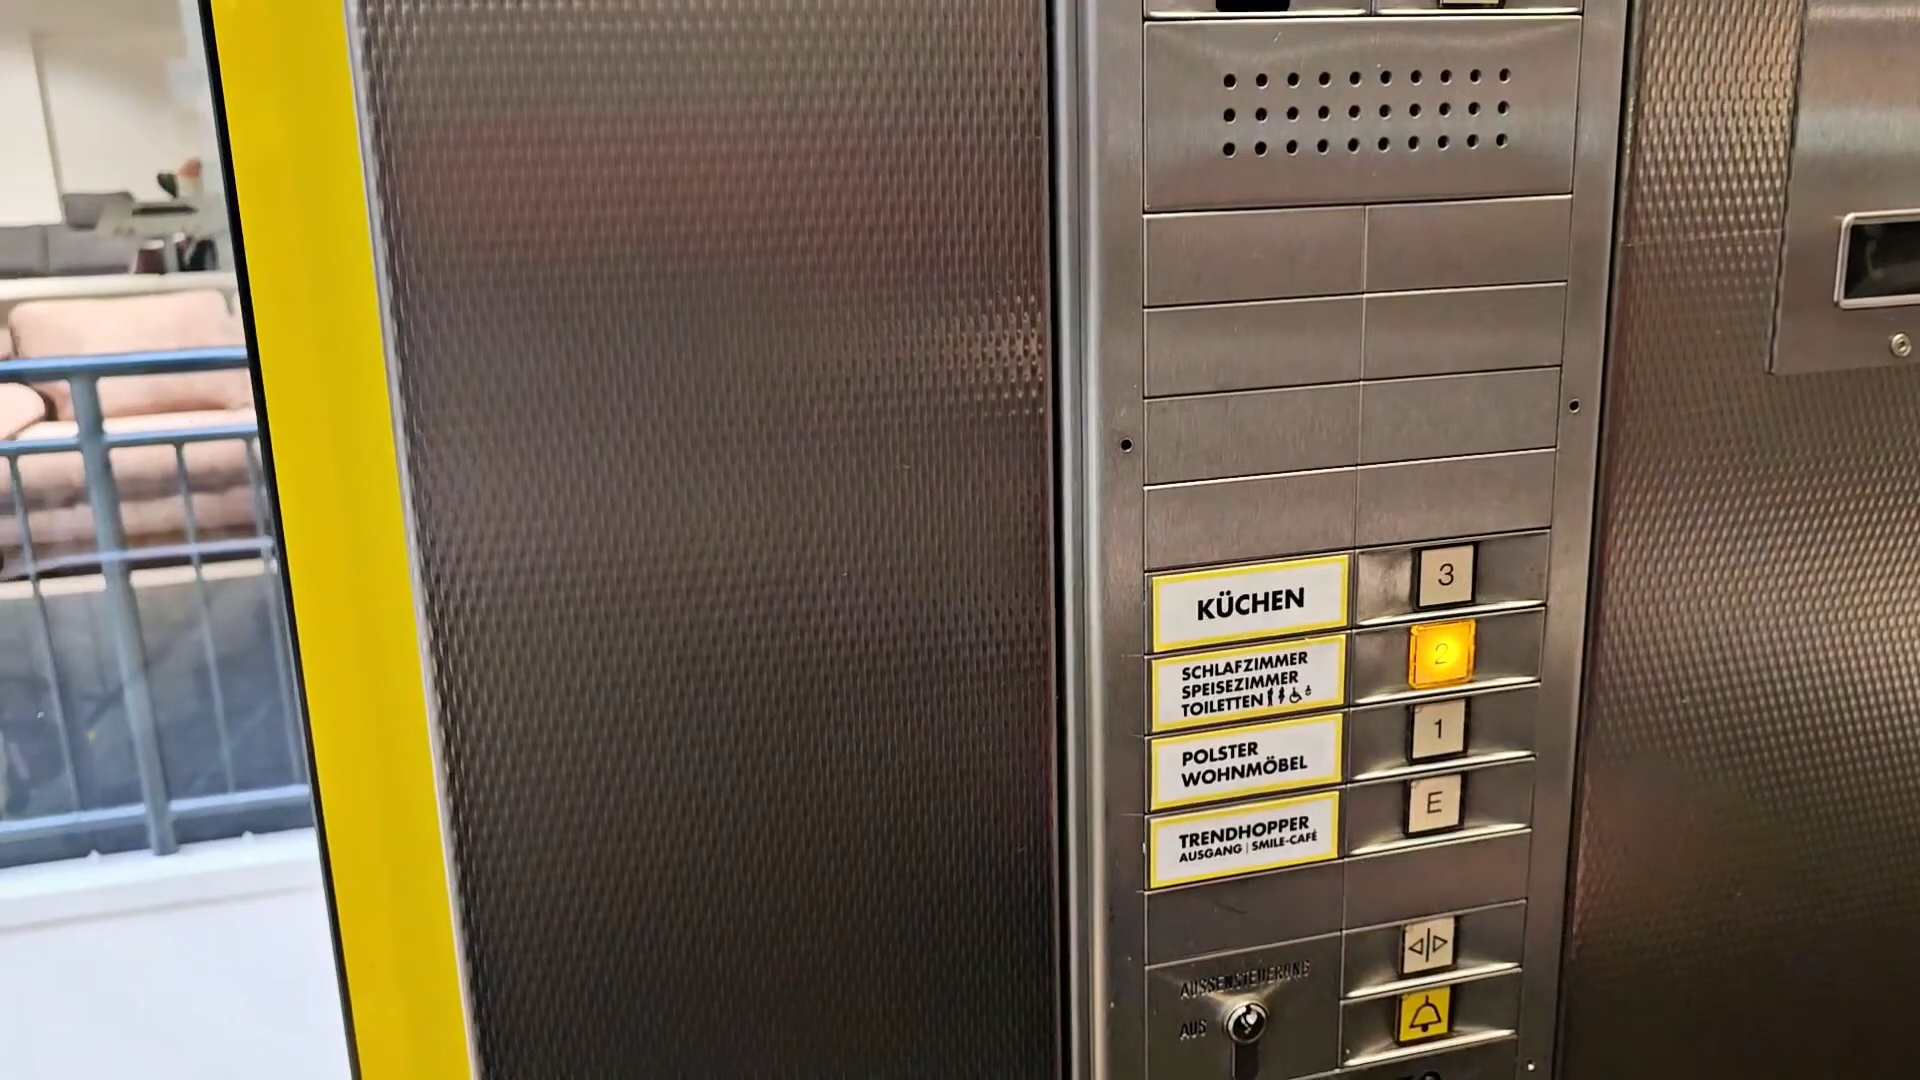 KÜCHEN
3
SCHLAFZIMMER
SPEISEZIMMER
TOILETTEN
2
POLSTER
WOHNMÖBEL
1
TRENDHOPPER
AUSGANG | SMILE-CAFÉ
E
AUSSENSTEUERUNG
AUS